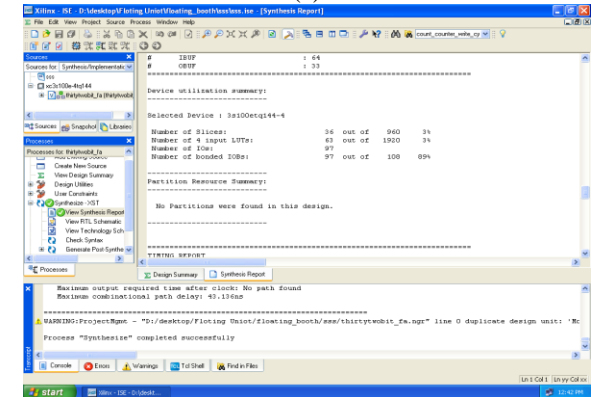 Xilinx - ISE - D:\desktop\Floting Uniot\floating_booth\sss\sss.ise - [Synthesis Report]
File Edit View Project Source Process Window Help
count_counter_write_cy
Sources
Sources for: Synthesis/Implementatic
sss
xc3s100e-4tq144
thirtytwobit_fa (thirtytwobit
Sources Snapshot Libraries
Processes
Processes for: thirtytwobit_fa
Add Existing Source
Create New Source
View Design Summary
Design Utilities
User Constraints
Synthesize - XST
View Synthesis Report
View RTL Schematic
View Technology Sch
Check Syntax
Generate Post-Synthe
Processes
# IBUF : 64
# OBUF : 33
=========================================================================
Device utilization summary:
---------------------------
Selected Device : 3s100etq144-4
Number of Slices: 36 out of 960 3%
Number of 4 input LUTs: 63 out of 1920 3%
Number of IOs: 97
Number of bonded IOBs: 97 out of 108 89%
---------------------------
Partition Resource Summary:
---------------------------
No Partitions were found in this design.
---------------------------
=========================================================================
TIMING REPORT
Design Summary Synthesis Report
Maximum output required time after clock: No path found
Maximum combinational path delay: 43.136ns
=========================================================================
WARNING:ProjectMgmt - "D:/desktop/Floting Uniot/floating_booth/sss/thirtytwobit_fa.ngr" line 0 duplicate design unit:
Process "Synthesize" completed successfully
Transcript
Console Errors Warnings Tcl Shell Find in Files
Ln 1 Col 1
start
Xilinx - ISE - D:\deskt...
12:42 PM